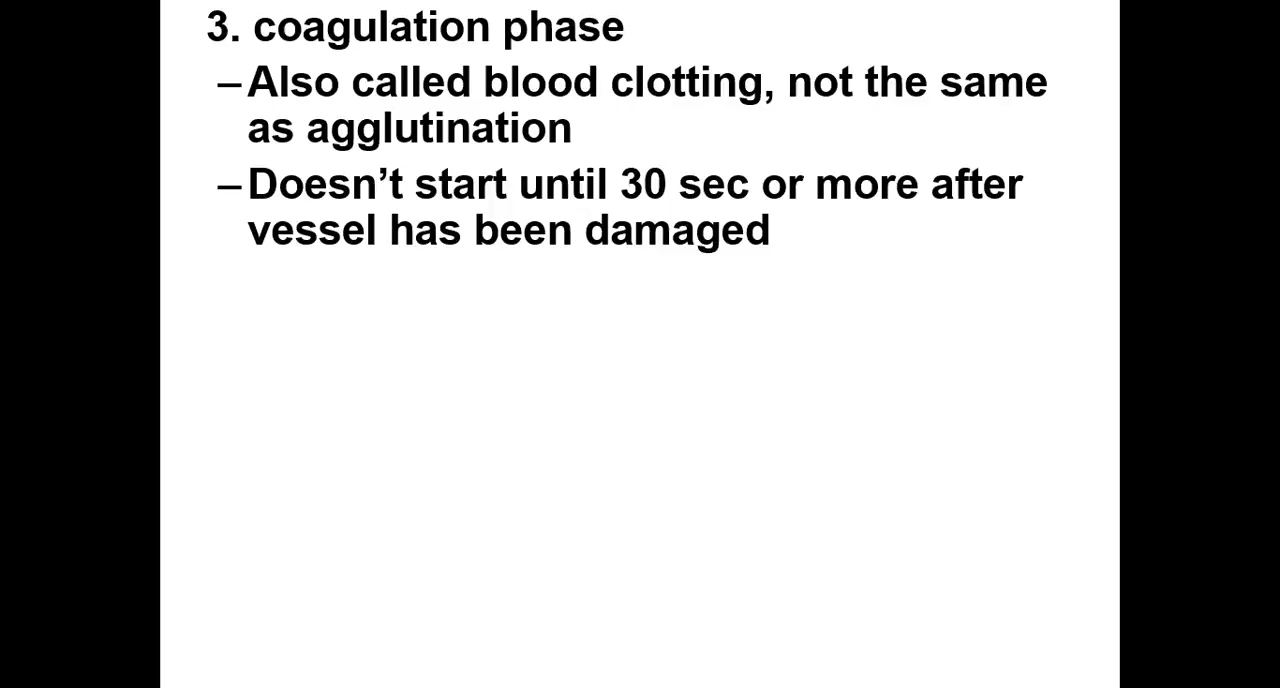 3. coagulation phase
–Also called blood clotting, not the same
as agglutination
–Doesn’t start until 30 sec or more after
vessel has been damaged